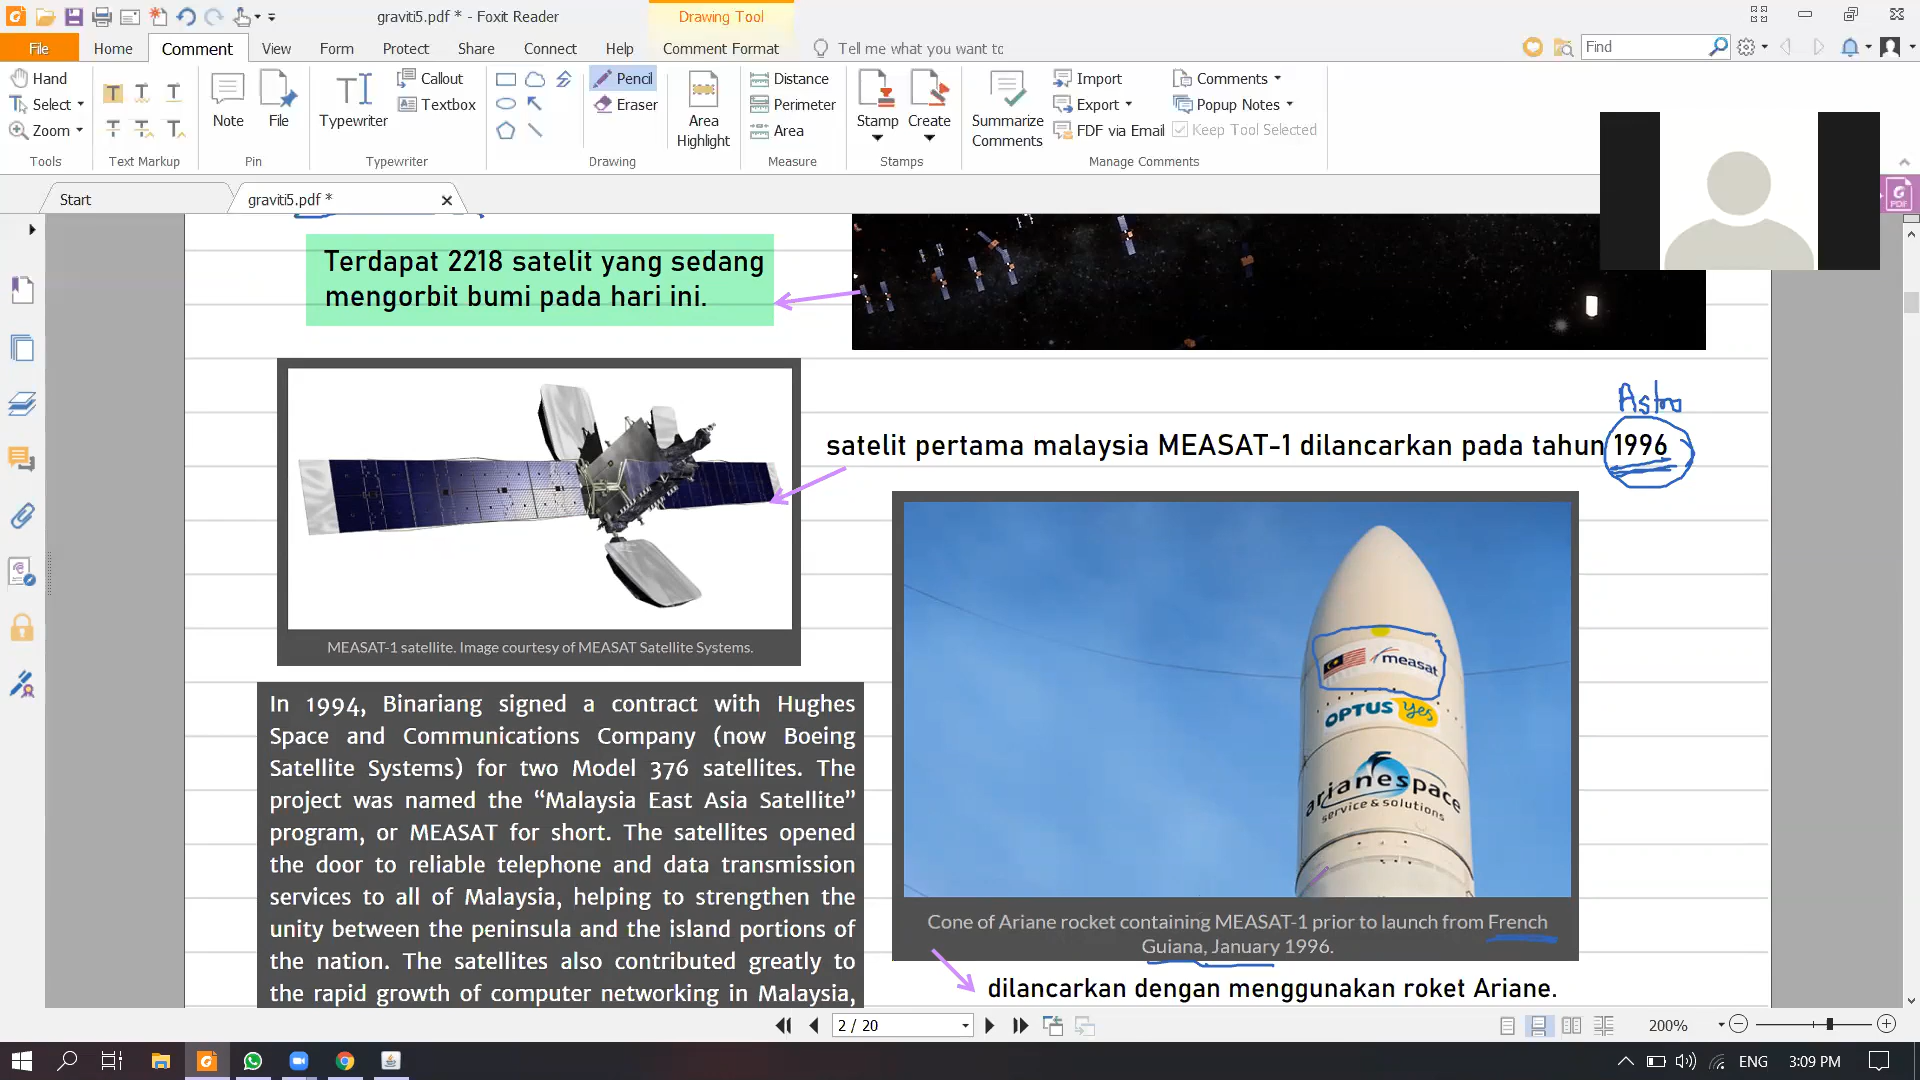 graviti5.pdf * - Foxit Reader
Drawing Tool
File
Home
Comment
View
Form
Protect
Share
Connect
Help
Comment Format
Tell me what you want to
Find
Hand
Select
Zoom
Tools
Text Markup
Note
File
Pin
Typewriter
Callout
Textbox
Typewriter
Pencil
Eraser
Drawing
Area
Highlight
Distance
Perimeter
Area
Measure
Stamp
Create
Stamps
Summarize
Comments
Import
Export
FDF via Email
Comments
Popup Notes
Keep Tool Selected
Manage Comments
Start
graviti5.pdf *
PDF
Terdapat 2218 satelit yang sedang
mengorbit bumi pada hari ini.
Astro
satelit pertama malaysia MEASAT-1 dilancarkan pada tahun 1996
MEASAT-1 satellite. Image courtesy of MEASAT Satellite Systems.
measat
OPTUS yes
arianespace
service & solutions
Cone of Ariane rocket containing MEASAT-1 prior to launch from French
Guiana, January 1996.
In 1994, Binariang signed a contract with Hughes
Space and Communications Company (now Boeing
Satellite Systems) for two Model 376 satellites. The
project was named the “Malaysia East Asia Satellite”
program, or MEASAT for short. The satellites opened
the door to reliable telephone and data transmission
services to all of Malaysia, helping to strengthen the
unity between the peninsula and the island portions of
the nation. The satellites also contributed greatly to
the rapid growth of computer networking in Malaysia,
dilancarkan dengan menggunakan roket Ariane.
2 / 20
200%
ENG
3:09 PM